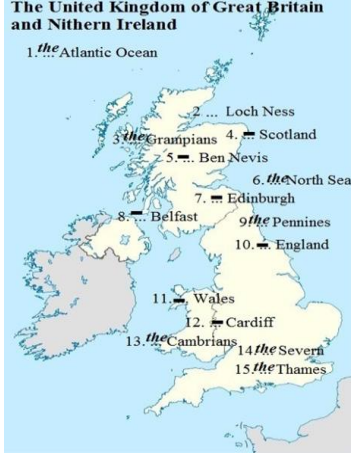 The United Kingdom of Great Britain
and Nithern Ireland
1. the ... Atlantic Ocean
2 ... Loch Ness
3 the Grampians
4. – Scotland
5. – ... Ben Nevis
6. the North Sea
7. – Edinburgh
8. – Belfast
9 the Pennines
10. – England
11. – Wales
12. – Cardiff
13. the Cambrians
14 the Severn
15. the Thames